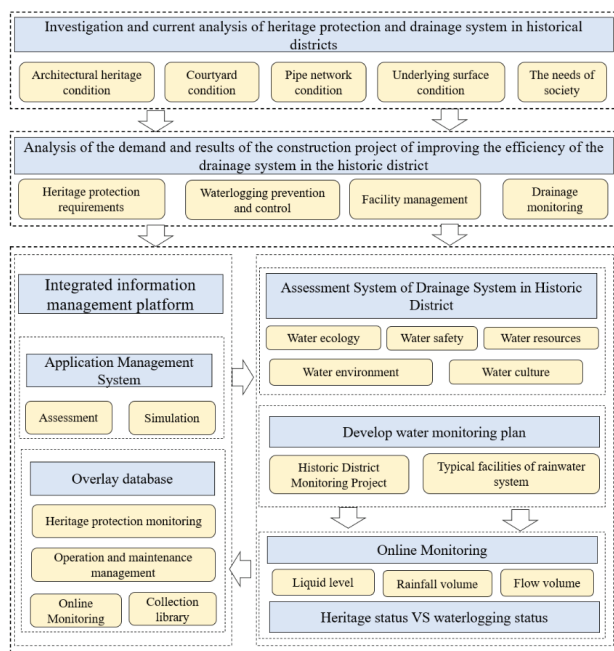 Investigation and current analysis of heritage protection and drainage system in historical
districts
Architectural heritage
condition
Courtyard
condition
Pipe network
condition
Underlying surface
condition
The needs of
society
Analysis of the demand and results of the construction project of improving the efficiency of the
drainage system in the historic district
Heritage protection
requirements
Waterlogging prevention
and control
Facility management
Drainage
monitoring
Integrated information
management platform
Application Management
System
Assessment
Simulation
Overlay database
Heritage protection monitoring
Operation and maintenance
management
Online
Monitoring
Collection
library
Assessment System of Drainage System in Historic
District
Water ecology
Water safety
Water resources
Water environment
Water culture
Develop water monitoring plan
Historic District
Monitoring Project
Typical facilities of rainwater
system
Online Monitoring
Liquid level
Rainfall volume
Flow volume
Heritage status VS waterlogging status